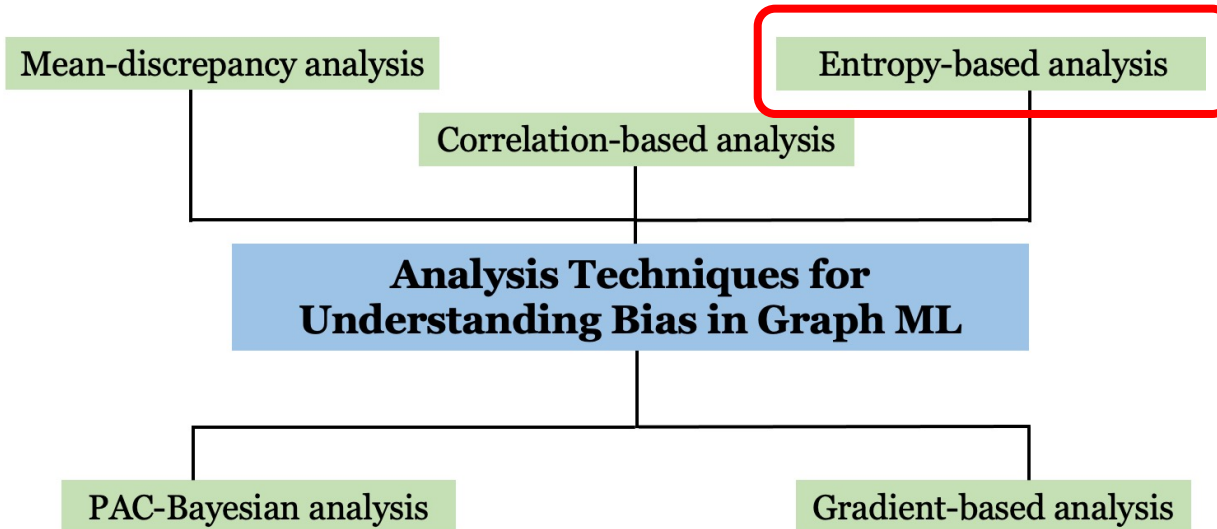 Mean-discrepancy analysis
Entropy-based analysis
Correlation-based analysis
Analysis Techniques for
Understanding Bias in Graph ML
PAC-Bayesian analysis
Gradient-based analysis